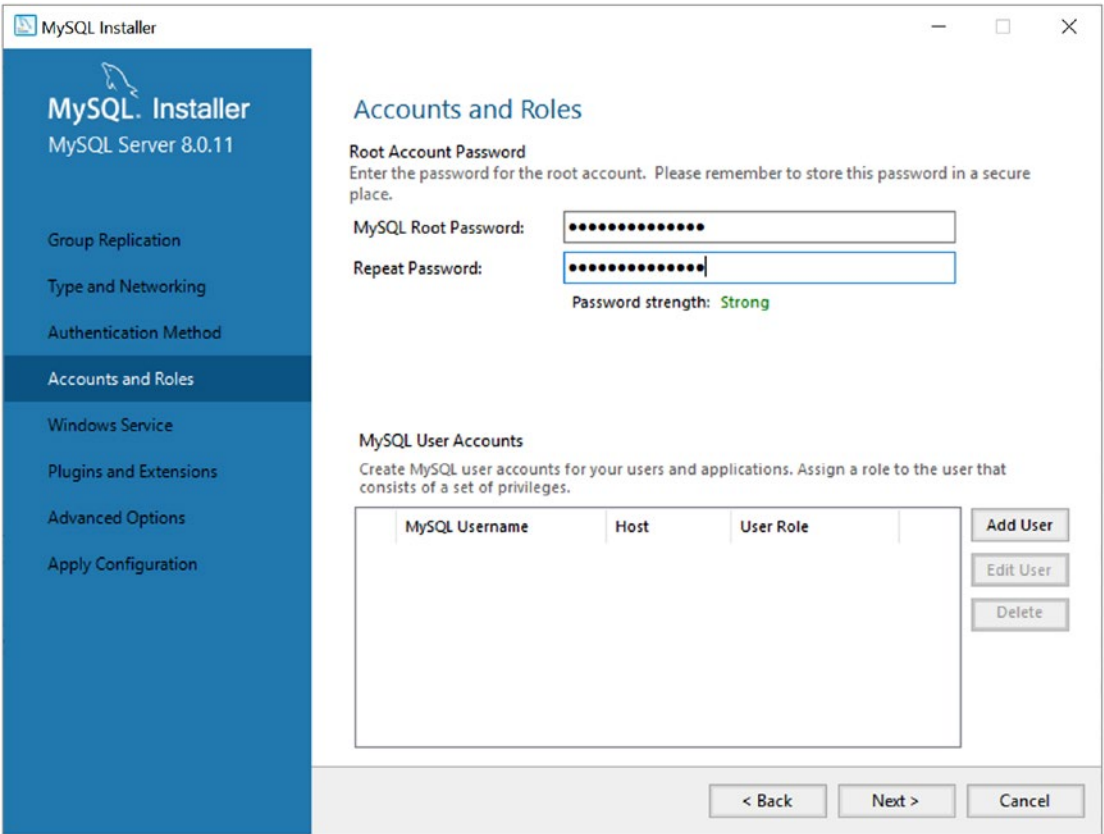 MySQL Installer
MySQL. Installer
MySQL Server 8.0.11
Group Replication
Type and Networking
Authentication Method
Accounts and Roles
Windows Service
Plugins and Extensions
Advanced Options
Apply Configuration
Accounts and Roles
Root Account Password
Enter the password for the root account. Please remember to store this password in a secure
place.
MySQL Root Password: ••••••••••••••
Repeat Password: ••••••••••••••
Password strength: Strong
MySQL User Accounts
Create MySQL user accounts for your users and applications. Assign a role to the user that
consists of a set of privileges.
MySQL Username Host User Role
Add User
Edit User
Delete
< Back Next > Cancel